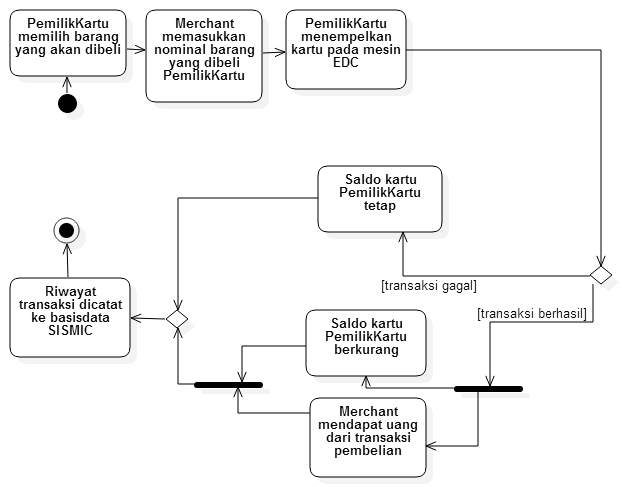 PemilikKartu
memilih barang
yang akan dibeli
Merchant
memasukkan
nominal barang
yang dibeli
PemilikKartu
PemilikKartu
menempelkan
kartu pada mesin
EDC
Saldo kartu
PemilikKartu
tetap
[transaksi gagal]
[transaksi berhasil]
Riwayat
transaksi dicatat
ke basisdata
SISMIC
Saldo kartu
PemilikKartu
berkurang
Merchant
mendapat uang
dari transaksi
pembelian